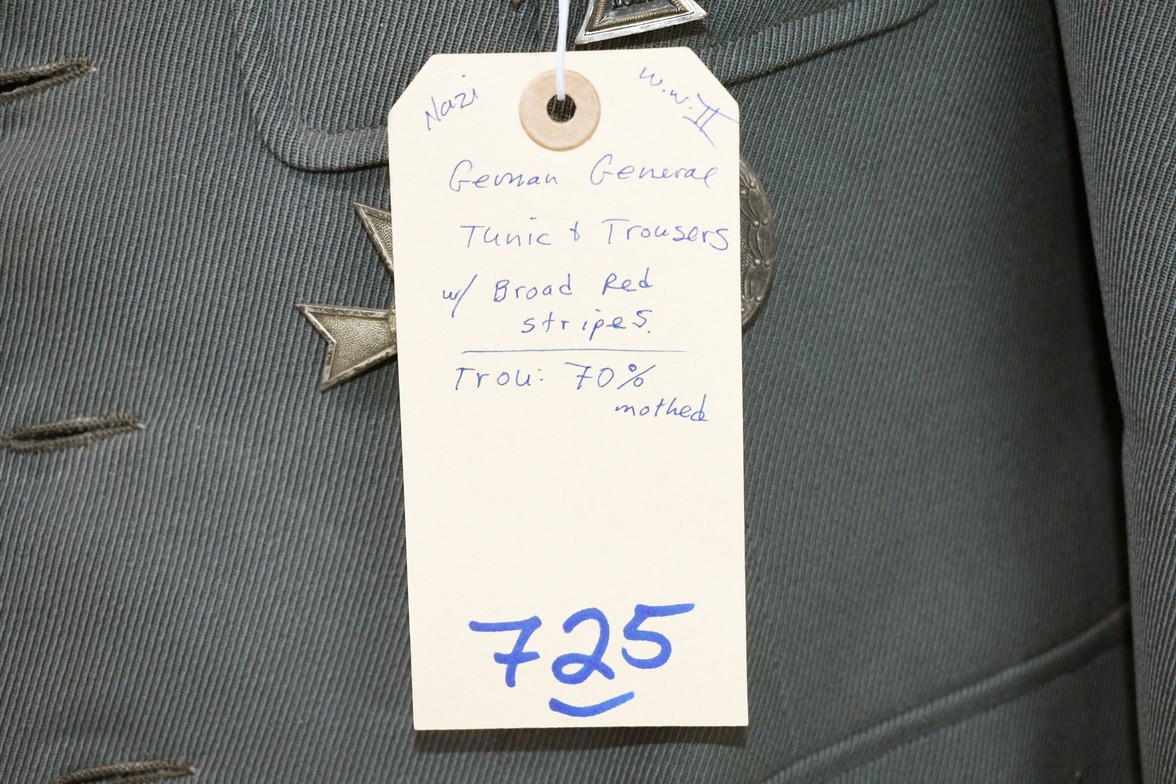 Nazi
W.W.II
German General
Tunic & Trousers
w/ Broad Red
stripes.
Trou: 70%
mothed
725